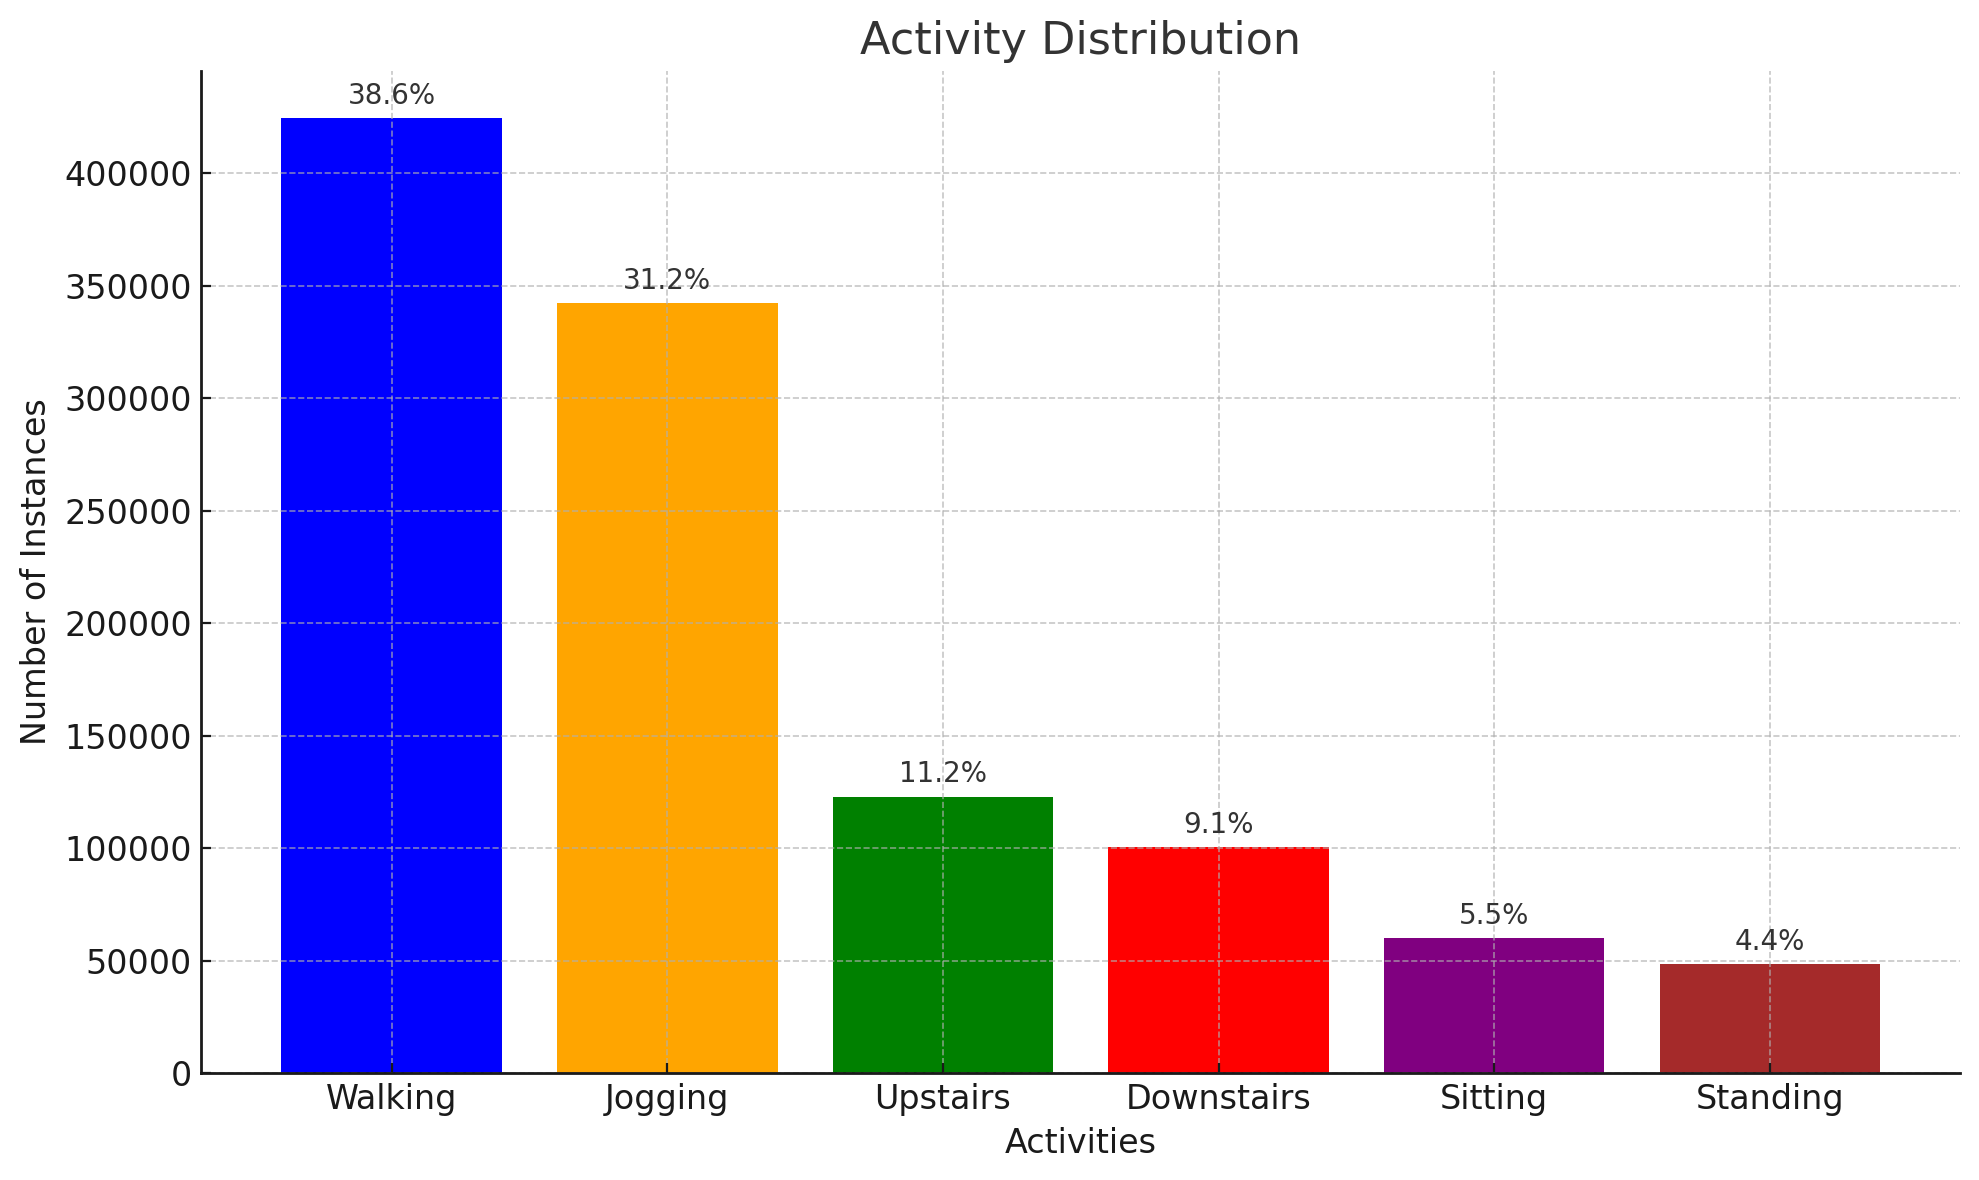 Activity Distribution
38.6%
31.2%
11.2%
9.1%
5.5%
4.4%
Number of Instances
400000
350000
300000
250000
200000
150000
100000
50000
0
Walking
Jogging
Upstairs
Downstairs
Sitting
Standing
Activities